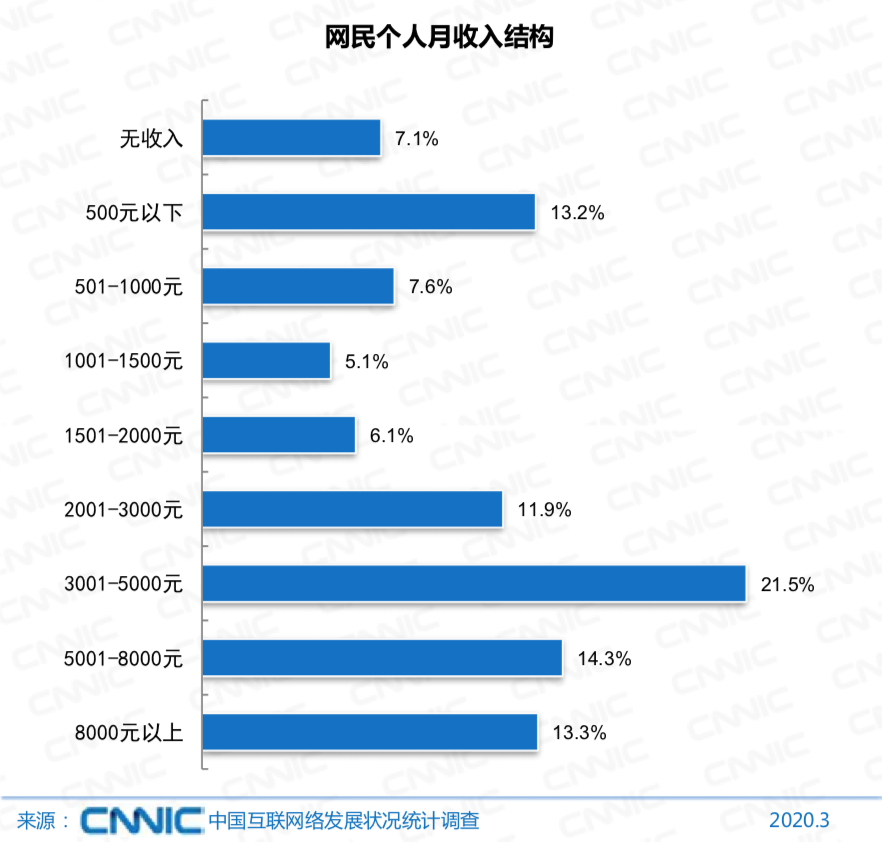 网民个人月收入结构
无收入 7.1%
500元以下 13.2%
501-1000元 7.6%
1001-1500元 5.1%
1501-2000元 6.1%
2001-3000元 11.9%
3001-5000元 21.5%
5001-8000元 14.3%
8000元以上 13.3%
来源：CNNIC 中国互联网络发展状况统计调查 2020.3